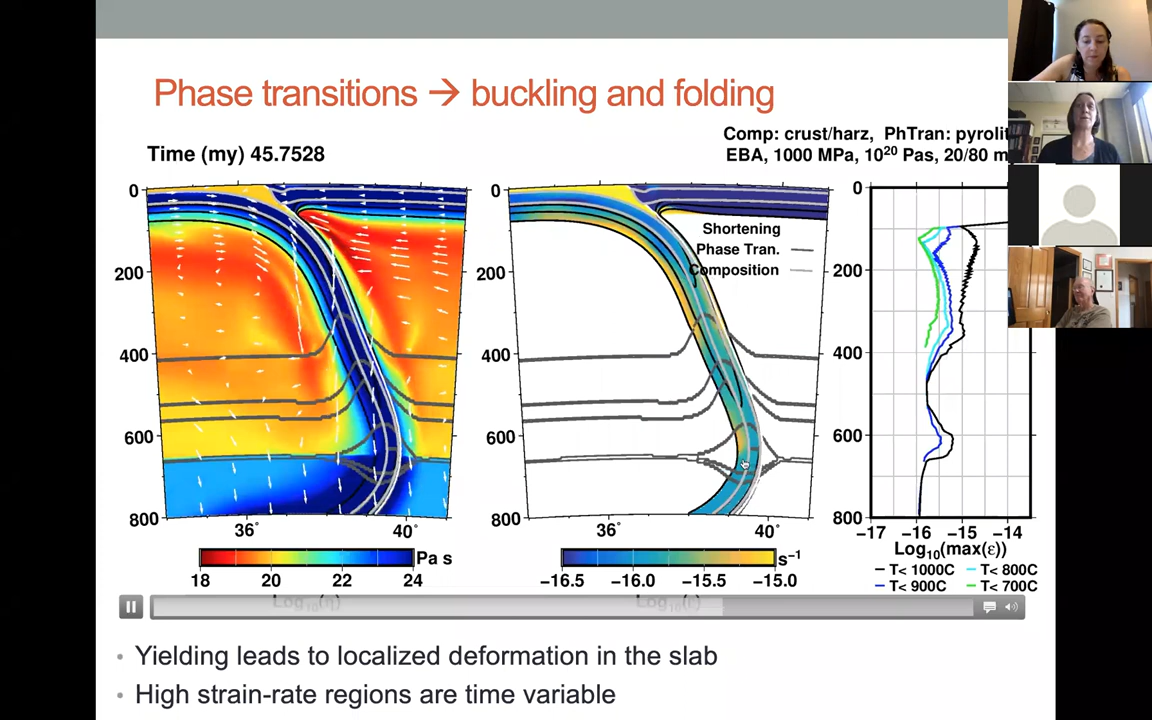 Phase transitions → buckling and folding
Comp: crust/harz, PhTran: pyrolit
EBA, 1000 MPa, 10²⁰ Pas, 20/80 m
Time (my) 45.7528
0
200
400
600
800
36°
40°
Pa s
18 20 22 24
Log₁₀(η)
0
200
400
600
800
Shortening
Phase Tran.
Composition
36°
40°
s⁻¹
−16.5 −16.0 −15.5 −15.0
0
200
400
600
800
−17 −16 −15 −14
Log₁₀(max(ε̇))
T< 1000C
T< 800C
T< 900C
T< 700C
• Yielding leads to localized deformation in the slab
• High strain-rate regions are time variable